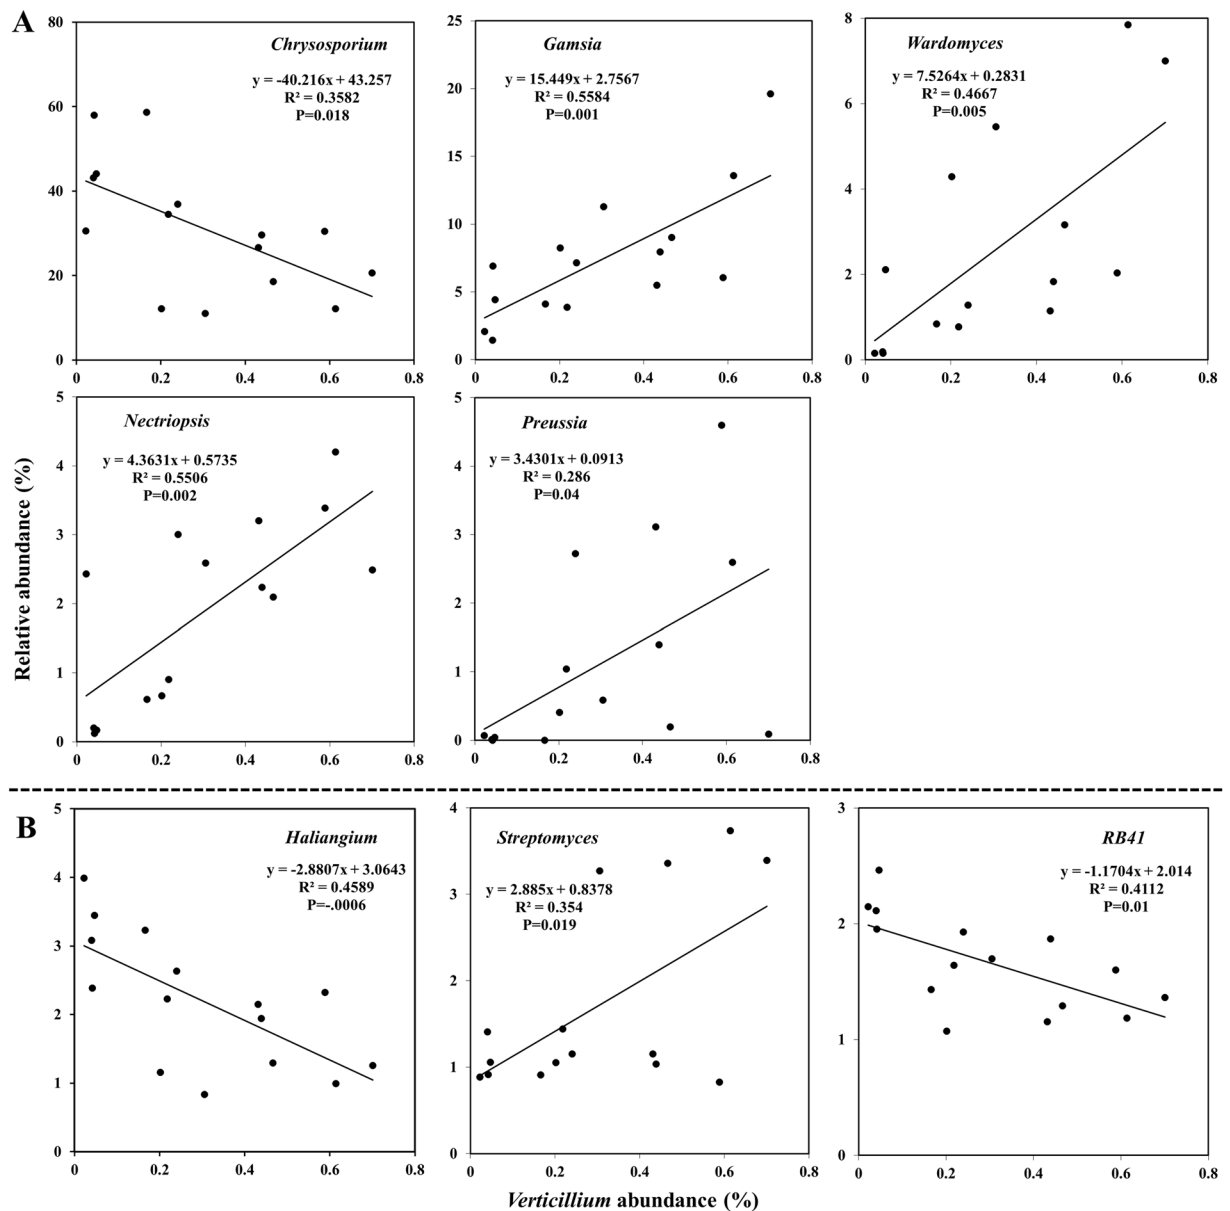 A
Chrysosporium
y = -40.216x + 43.257
R² = 0.3582
P=0.018
80
60
40
20
0
0
0.2
0.4
0.6
0.8
Gamsia
y = 15.449x + 2.7567
R² = 0.5584
P=0.001
25
20
15
10
5
0
0
0.2
0.4
0.6
0.8
Wardomyces
y = 7.5264x + 0.2831
R² = 0.4667
P=0.005
8
6
4
2
0
0
0.2
0.4
0.6
0.8
Relative abundance (%)
Nectriopsis
y = 4.3631x + 0.5735
R² = 0.5506
P=0.002
5
4
3
2
1
0
0
0.2
0.4
0.6
0.8
Preussia
y = 3.4301x + 0.0913
R² = 0.286
P=0.04
5
4
3
2
1
0
0
0.2
0.4
0.6
0.8
B
Haliangium
y = -2.8807x + 3.0643
R² = 0.4589
P=-.0006
5
4
3
2
1
0
0
0.2
0.4
0.6
0.8
Streptomyces
y = 2.885x + 0.8378
R² = 0.354
P=0.019
4
3
2
1
0
0
0.2
0.4
0.6
0.8
RB41
y = -1.1704x + 2.014
R² = 0.4112
P=0.01
3
2
1
0
0
0.2
0.4
0.6
0.8
Verticillium abundance (%)